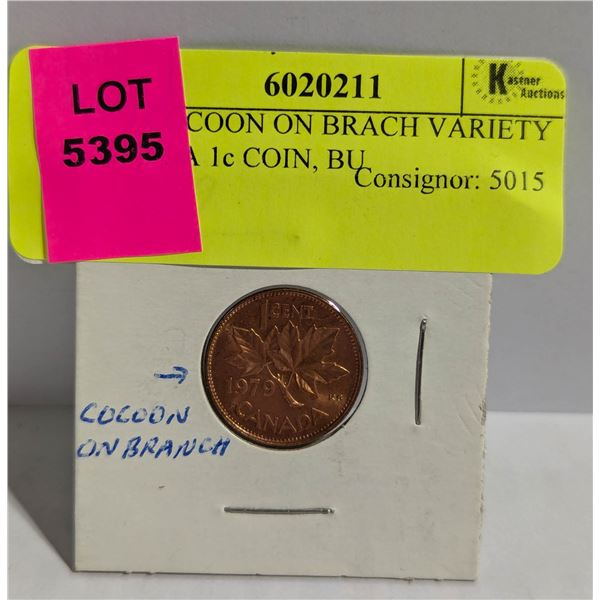 LOT
5395
6020211
Kastner
Auctions
COON ON BRACH VARIETY
1c COIN, BU
Consignor: 5015
1 CENT
1979
CANADA
COCOON
ON BRANCH